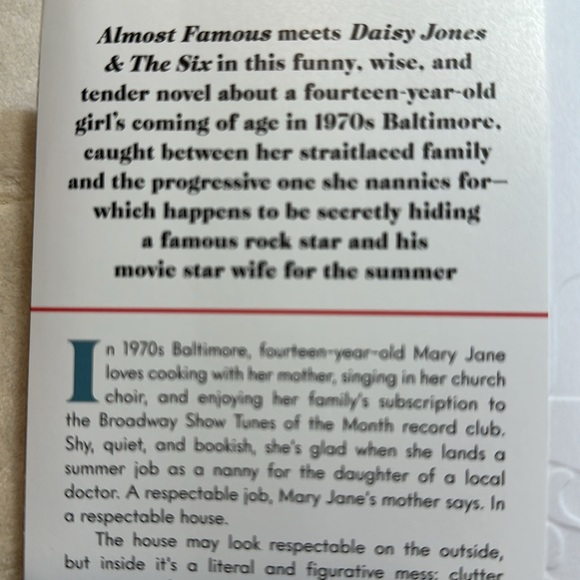 Almost Famous meets Daisy Jones
& The Six in this funny, wise, and
tender novel about a fourteen-year-old
girl's coming of age in 1970s Baltimore,
caught between her straitlaced family
and the progressive one she nannies for—
which happens to be secretly hiding
a famous rock star and his
movie star wife for the summer
In 1970s Baltimore, fourteen-year-old Mary Jane
loves cooking with her mother, singing in her church
choir, and enjoying her family's subscription to
the Broadway Show Tunes of the Month record club.
Shy, quiet, and bookish, she's glad when she lands a
summer job as a nanny for the daughter of a local
doctor. A respectable job, Mary Jane's mother says. In
a respectable house.
The house may look respectable on the outside,
but inside it's a literal and figurative mess: clutter